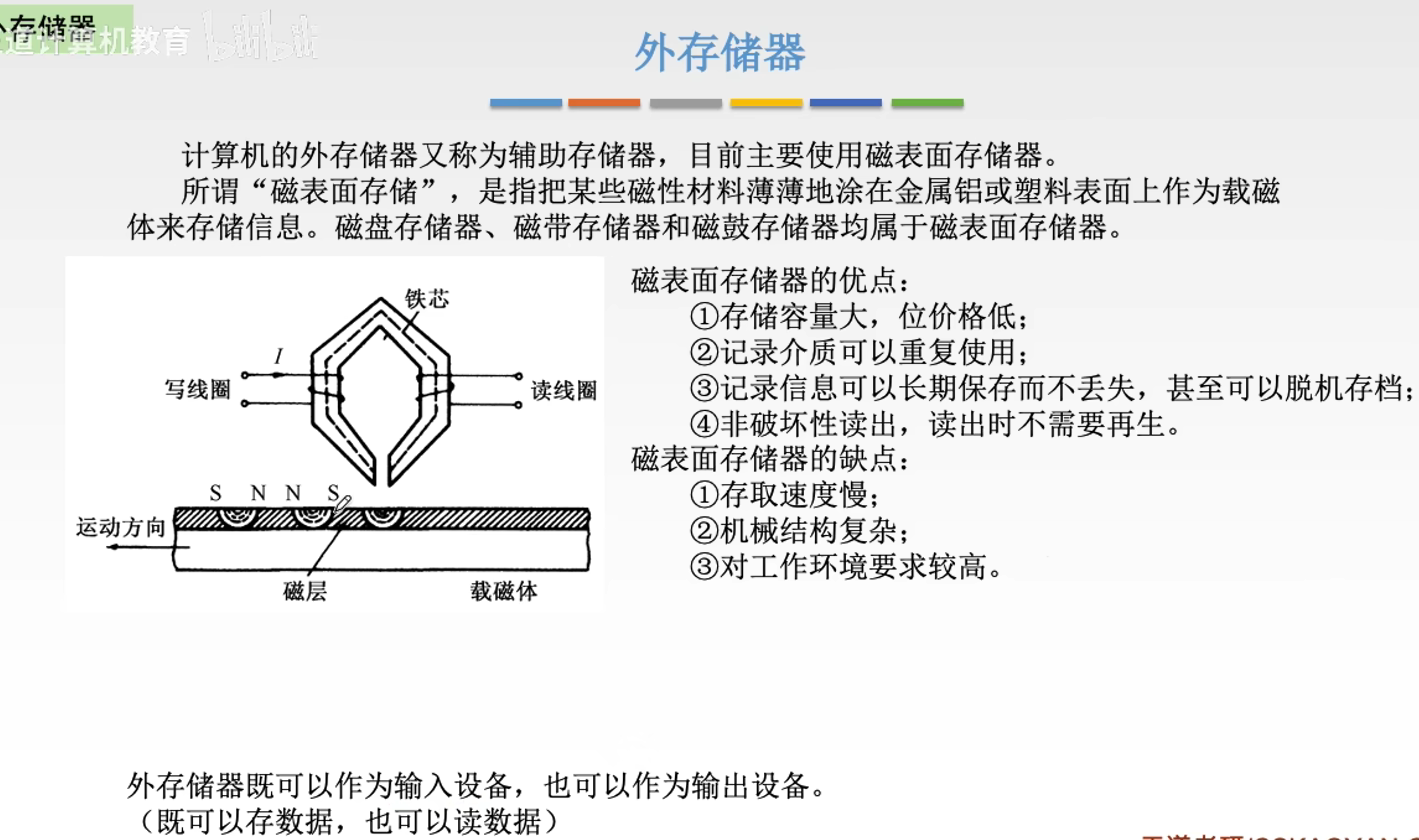 存储器
道计算机教育 bilibili
外存储器
计算机的外存储器又称为辅助存储器，目前主要使用磁表面存储器。
所谓“磁表面存储”，是指把某些磁性材料薄薄地涂在金属铝或塑料表面上作为载磁
体来存储信息。磁盘存储器、磁带存储器和磁鼓存储器均属于磁表面存储器。
铁芯
I
写线圈
读线圈
S N N S
运动方向
磁层
载磁体
磁表面存储器的优点：
①存储容量大，位价格低；
②记录介质可以重复使用；
③记录信息可以长期保存而不丢失，甚至可以脱机存档；
④非破坏性读出，读出时不需要再生。
磁表面存储器的缺点：
①存取速度慢；
②机械结构复杂；
③对工作环境要求较高。
外存储器既可以作为输入设备，也可以作为输出设备。
（既可以存数据，也可以读数据）